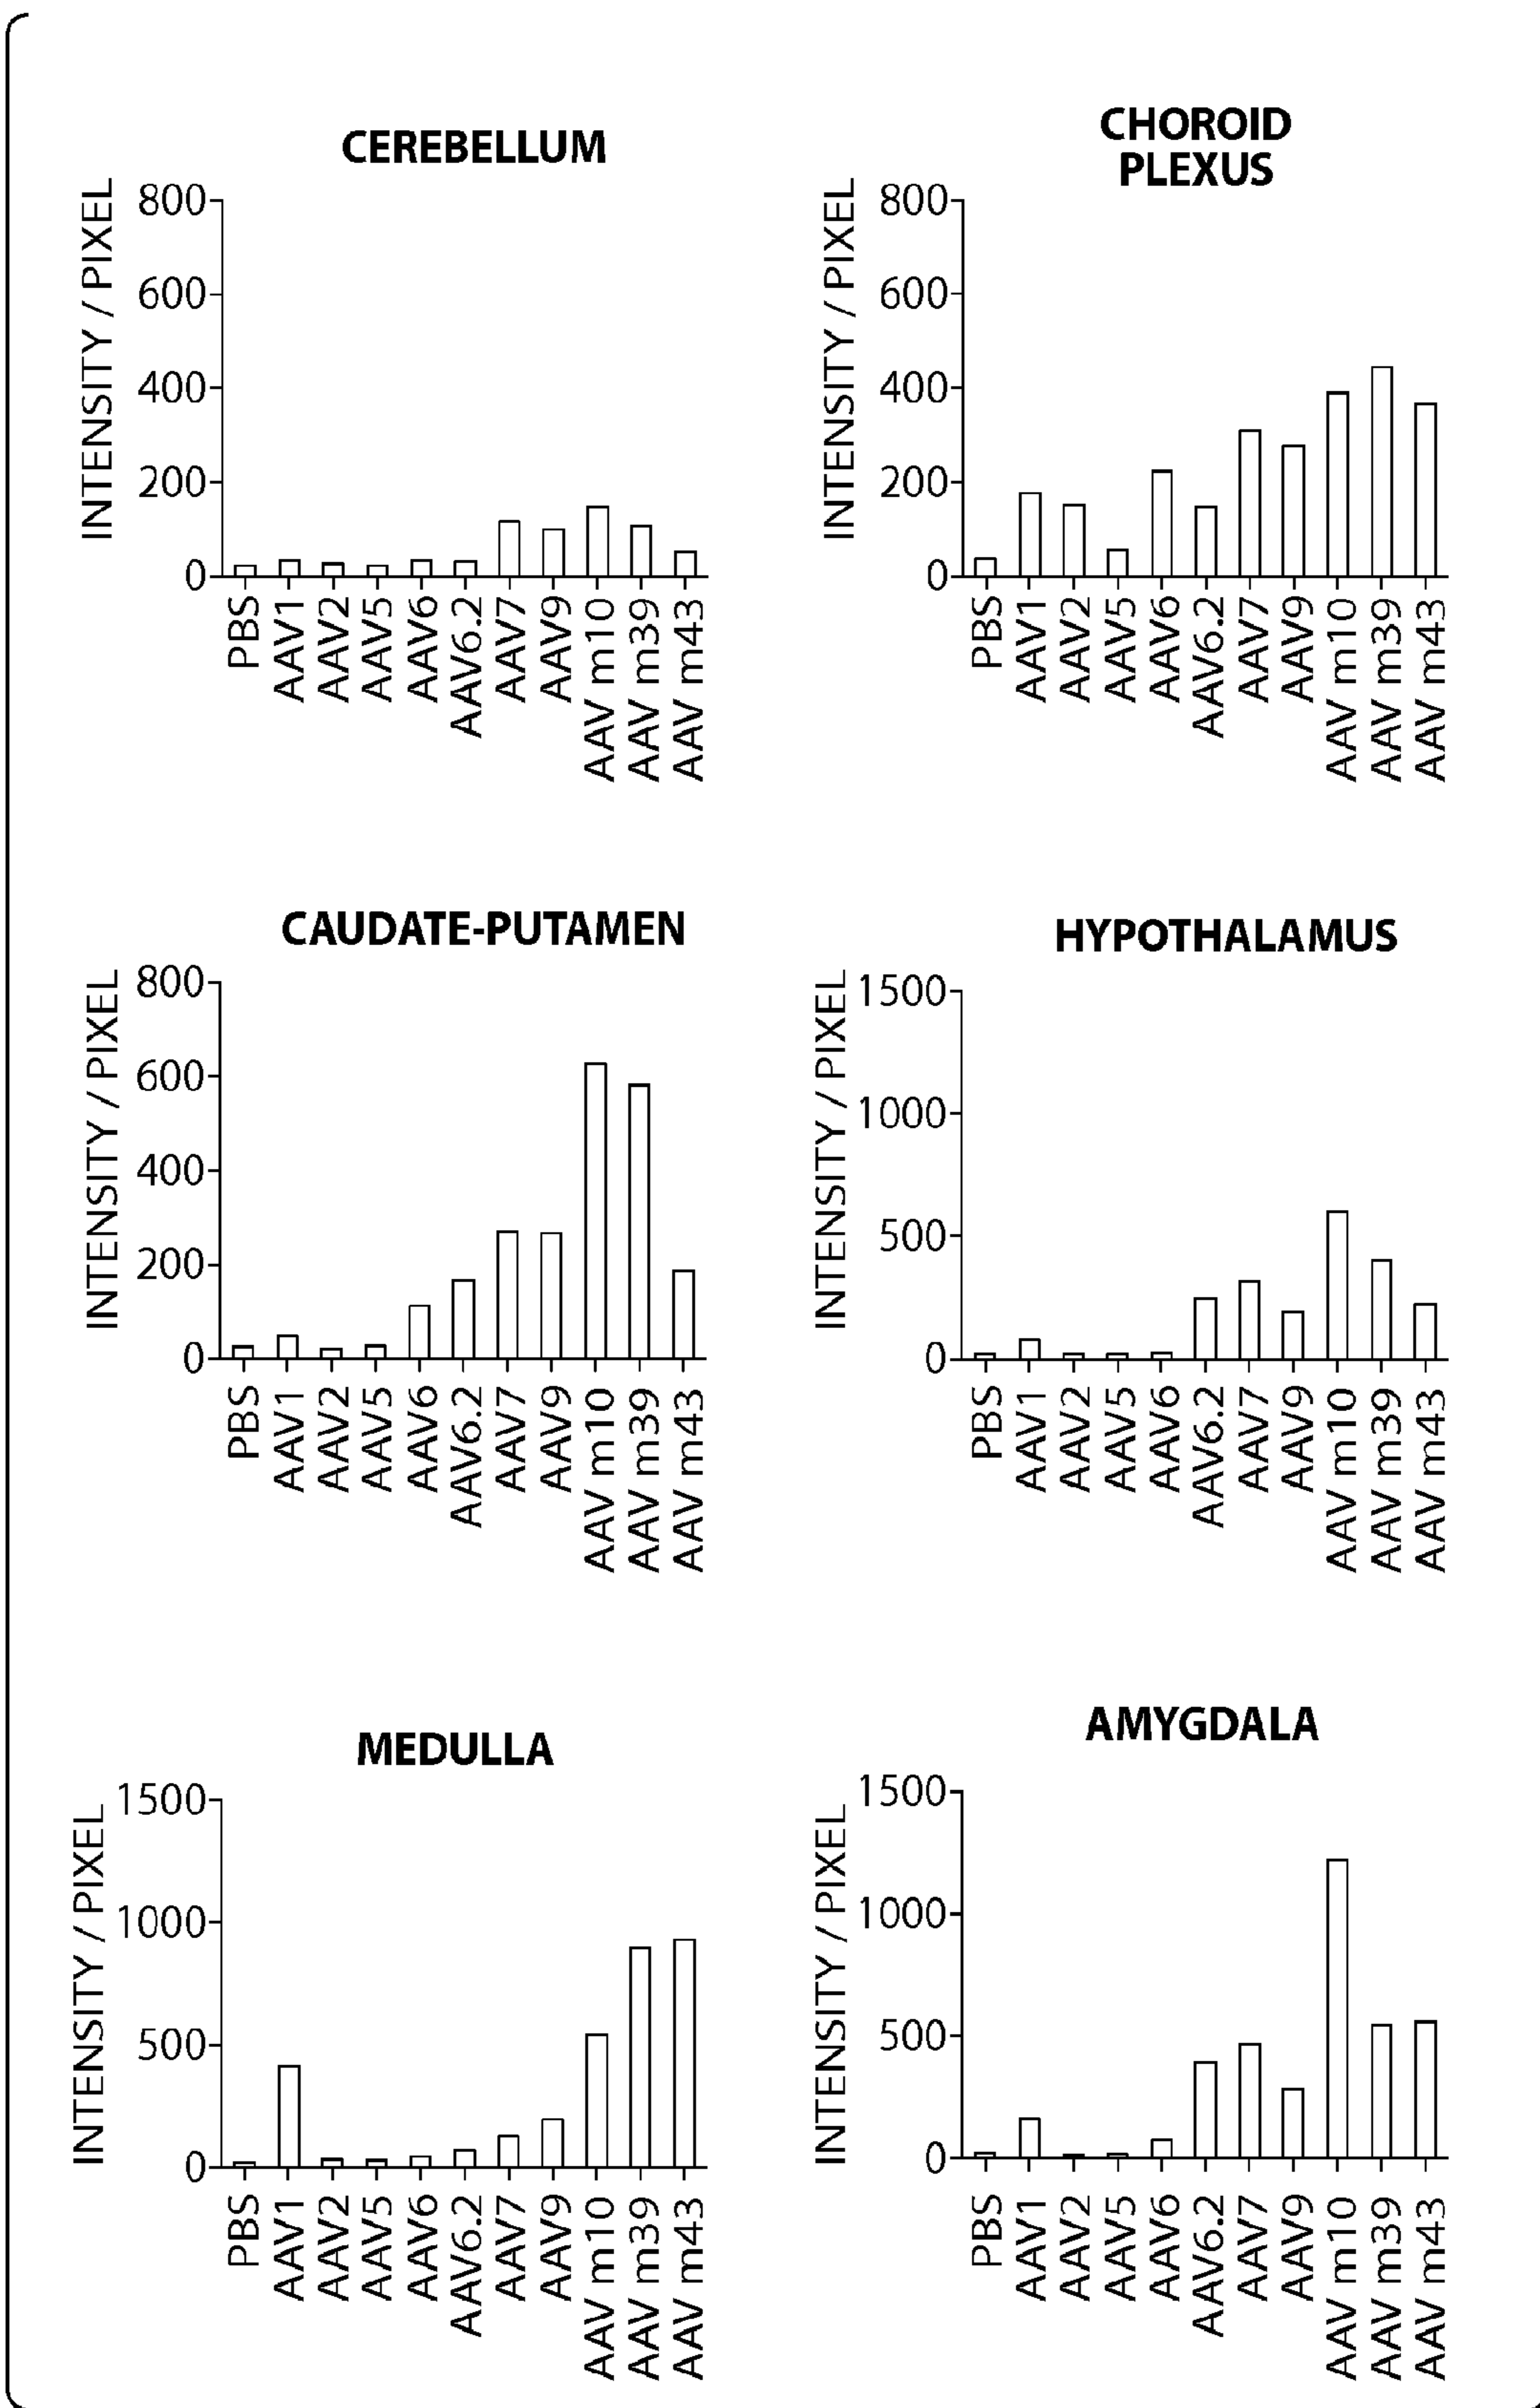 CEREBELLUM
INTENSITY / PIXEL
800
600
400
200
0
PBS
AAV1
AAV2
AAV5
AAV6
AAV6.2
AAV7
AAV9
AAV m10
AAV m39
AAV m43
CHOROID
PLEXUS
INTENSITY / PIXEL
800
600
400
200
0
PBS
AAV1
AAV2
AAV5
AAV6
AAV6.2
AAV7
AAV9
AAV m10
AAV m39
AAV m43
CAUDATE-PUTAMEN
INTENSITY / PIXEL
800
600
400
200
0
PBS
AAV1
AAV2
AAV5
AAV6
AAV6.2
AAV7
AAV9
AAV m10
AAV m39
AAV m43
HYPOTHALAMUS
INTENSITY / PIXEL
1500
1000
500
0
PBS
AAV1
AAV2
AAV5
AAV6
AAV6.2
AAV7
AAV9
AAV m10
AAV m39
AAV m43
MEDULLA
INTENSITY / PIXEL
1500
1000
500
0
PBS
AAV1
AAV2
AAV5
AAV6
AAV6.2
AAV7
AAV9
AAV m10
AAV m39
AAV m43
AMYGDALA
INTENSITY / PIXEL
1500
1000
500
0
PBS
AAV1
AAV2
AAV5
AAV6
AAV6.2
AAV7
AAV9
AAV m10
AAV m39
AAV m43